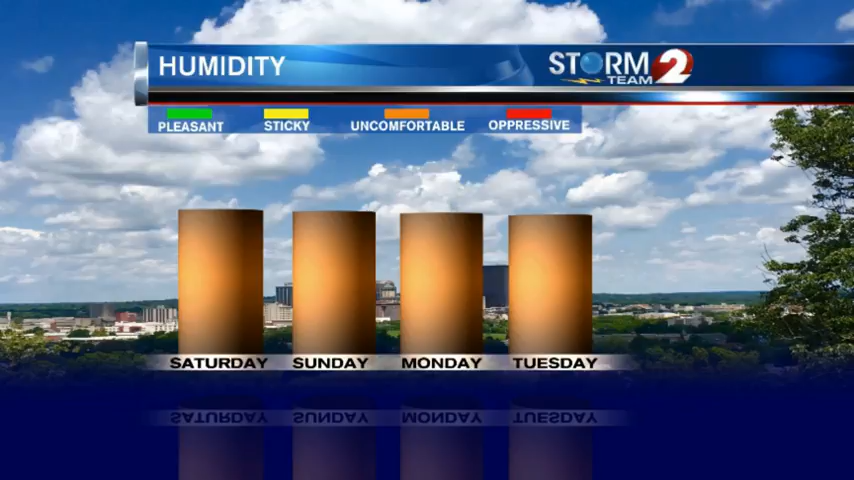 HUMIDITY
STORM
TEAM 2
PLEASANT STICKY UNCOMFORTABLE OPPRESSIVE
SATURDAY SUNDAY MONDAY TUESDAY